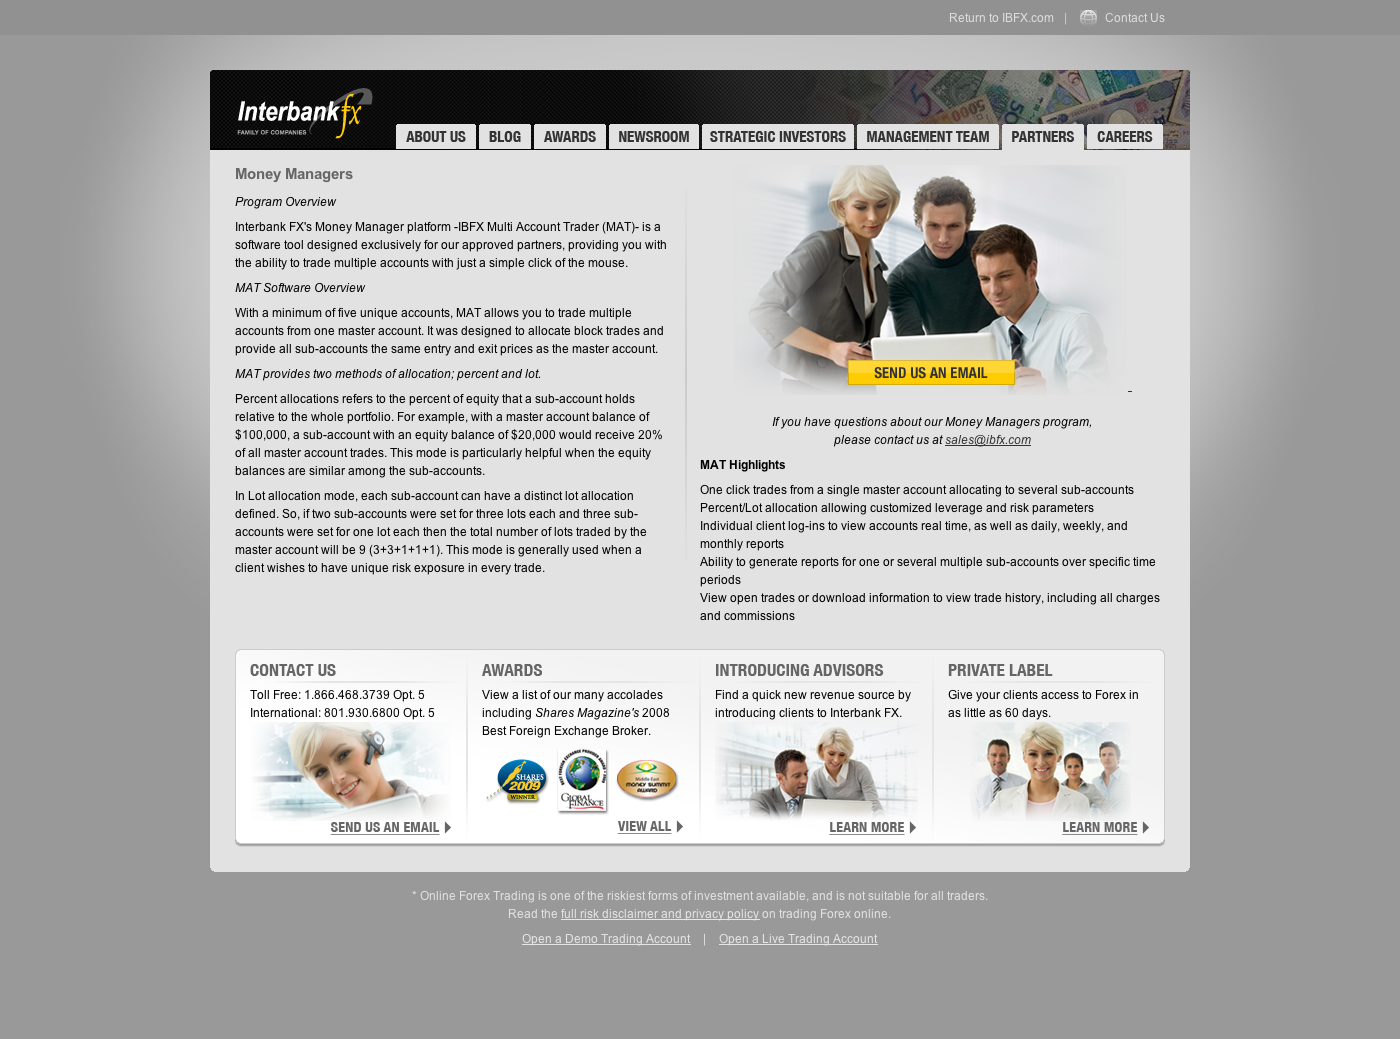 Return to IBFX.com | Contact Us
Interbankfx
FAMILY OF COMPANIES
ABOUT US BLOG AWARDS NEWSROOM STRATEGIC INVESTORS MANAGEMENT TEAM PARTNERS CAREERS
Money Managers
Program Overview
Interbank FX's Money Manager platform -IBFX Multi Account Trader (MAT)- is a
software tool designed exclusively for our approved partners, providing you with
the ability to trade multiple accounts with just a simple click of the mouse.
MAT Software Overview
With a minimum of five unique accounts, MAT allows you to trade multiple
accounts from one master account. It was designed to allocate block trades and
provide all sub-accounts the same entry and exit prices as the master account.
MAT provides two methods of allocation; percent and lot.
Percent allocations refers to the percent of equity that a sub-account holds
relative to the whole portfolio. For example, with a master account balance of
$100,000, a sub-account with an equity balance of $20,000 would receive 20%
of all master account trades. This mode is particularly helpful when the equity
balances are similar among the sub-accounts.
In Lot allocation mode, each sub-account can have a distinct lot allocation
defined. So, if two sub-accounts were set for three lots each and three sub-
accounts were set for one lot each then the total number of lots traded by the
master account will be 9 (3+3+1+1+1). This mode is generally used when a
client wishes to have unique risk exposure in every trade.
SEND US AN EMAIL
If you have questions about our Money Managers program,
please contact us at sales@ibfx.com
MAT Highlights
One click trades from a single master account allocating to several sub-accounts
Percent/Lot allocation allowing customized leverage and risk parameters
Individual client log-ins to view accounts real time, as well as daily, weekly, and
monthly reports
Ability to generate reports for one or several multiple sub-accounts over specific time
periods
View open trades or download information to view trade history, including all charges
and commissions
CONTACT US
Toll Free: 1.866.468.3739 Opt. 5
International: 801.930.6800 Opt. 5
SEND US AN EMAIL
AWARDS
View a list of our many accolades
including Shares Magazine's 2008
Best Foreign Exchange Broker.
SHARES
2009
WINNER
GLOBAL
FINANCE
Middle East
MONEY SUMMIT
AWARD
VIEW ALL
INTRODUCING ADVISORS
Find a quick new revenue source by
introducing clients to Interbank FX.
LEARN MORE
PRIVATE LABEL
Give your clients access to Forex in
as little as 60 days.
LEARN MORE
* Online Forex Trading is one of the riskiest forms of investment available, and is not suitable for all traders.
Read the full risk disclaimer and privacy policy on trading Forex online.
Open a Demo Trading Account | Open a Live Trading Account